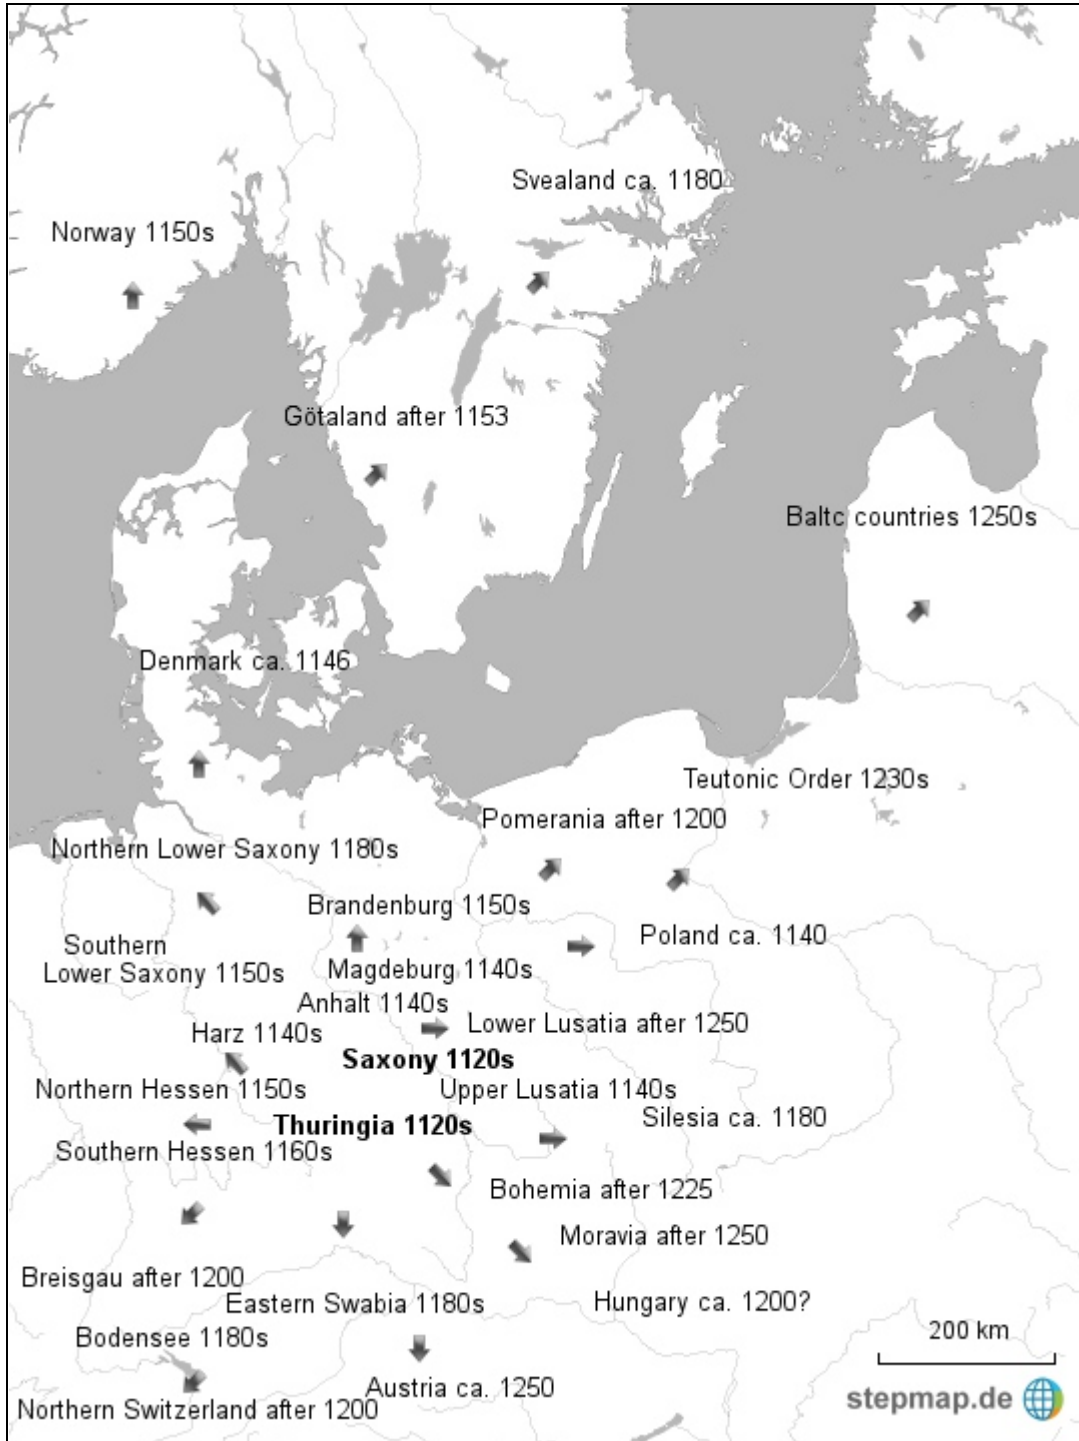 Svealand ca. 1180
Norway 1150s
Götaland after 1153
Baltc countries 1250s
Denmark ca. 1146
Teutonic Order 1230s
Pomerania after 1200
Northern Lower Saxony 1180s
Brandenburg 1150s
Poland ca. 1140
Southern
Lower Saxony 1150s
Magdeburg 1140s
Anhalt 1140s
Lower Lusatia after 1250
Harz 1140s
Saxony 1120s
Northern Hessen 1150s
Upper Lusatia 1140s
Silesia ca. 1180
Thuringia 1120s
Southern Hessen 1160s
Bohemia after 1225
Moravia after 1250
Breisgau after 1200
Eastern Swabia 1180s
Hungary ca. 1200?
Bodensee 1180s
200 km
Austria ca. 1250
Northern Switzerland after 1200
stepmap.de